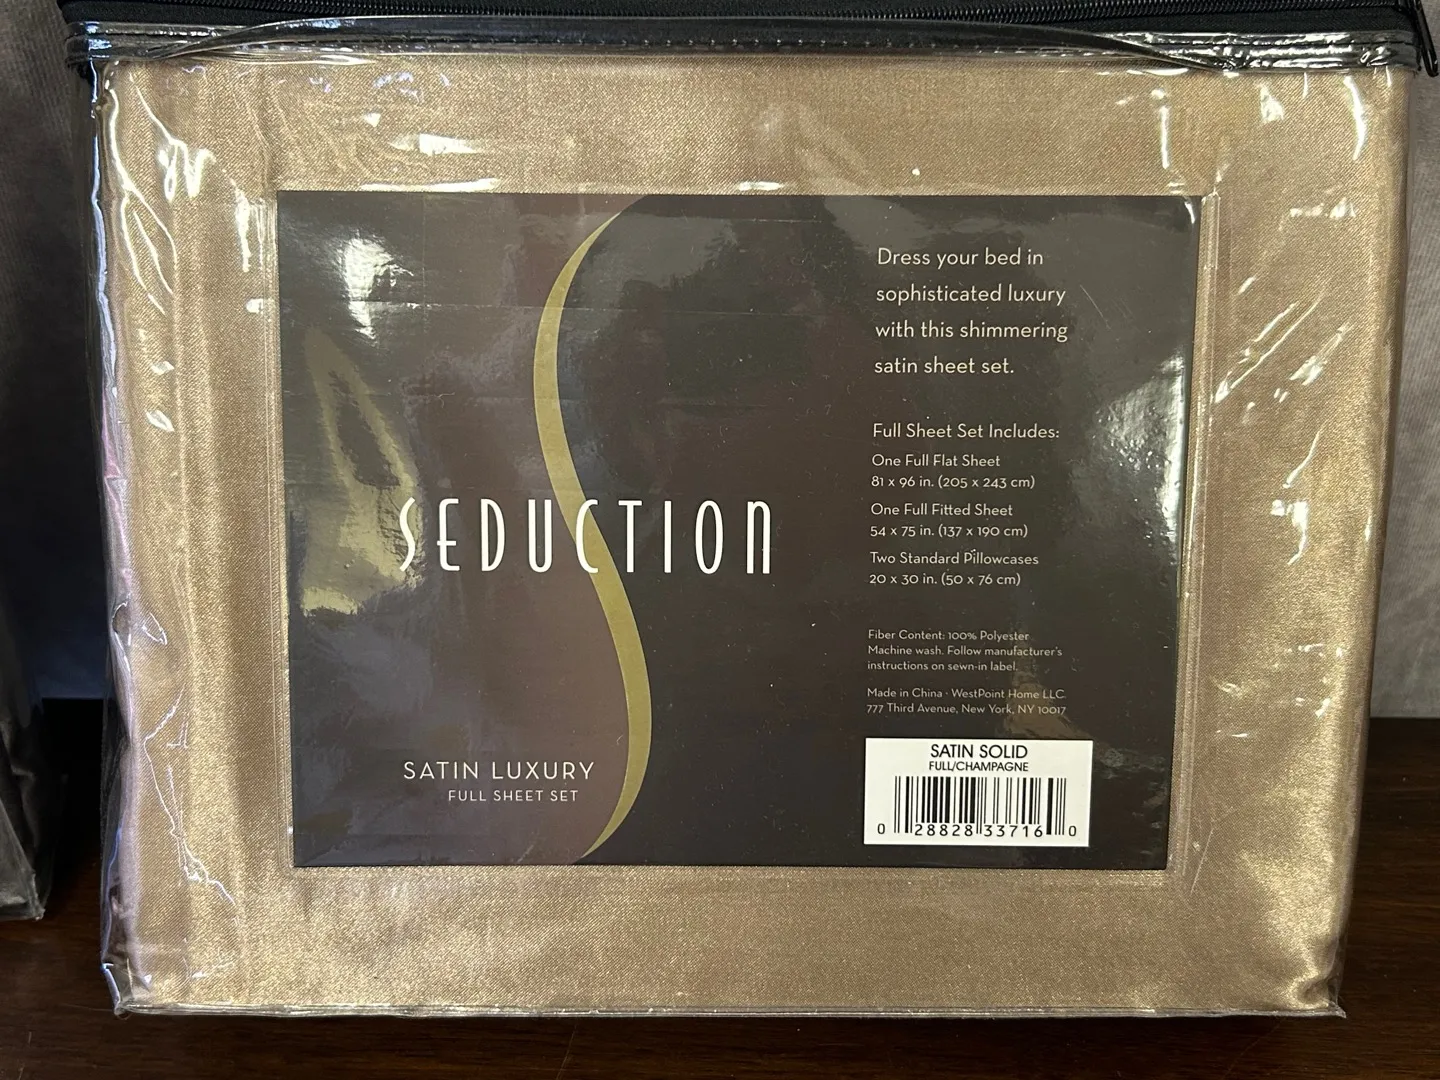 SEDUCTION
SATIN LUXURY
FULL SHEET SET
Dress your bed in
sophisticated luxury
with this shimmering
satin sheet set.
Full Sheet Set Includes:
One Full Flat Sheet
81 x 96 in. (205 x 243 cm)
One Full Fitted Sheet
54 x 75 in. (137 x 190 cm)
Two Standard Pillowcases
20 x 30 in. (50 x 76 cm)
Fiber Content: 100% Polyester
Machine wash. Follow manufacturer's
instructions on sewn-in label.
Made in China · WestPoint Home LLC
777 Third Avenue, New York, NY 10017
SATIN SOLID
FULL/CHAMPAGNE
0 28828 33716 0